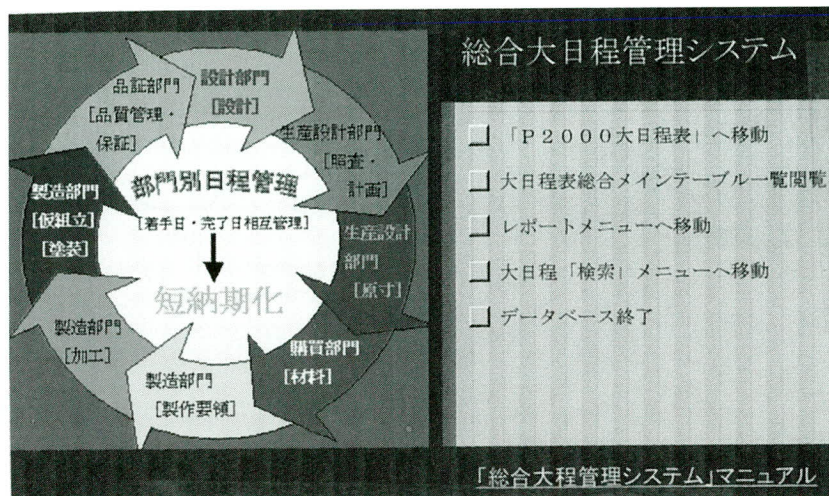 総合大日程管理システム
品証部門
[品質管理・
保証]
設計部門
[設計]
生産設計部門
[照査・
計画]
生産設計
部門
[原寸]
購買部門
[材料]
製造部門
[製作要領]
製造部門
[加工]
製造部門
[仮組立]
[塗装]
部門別日程管理
[着手日・完了日相互管理]
短納期化
「P2000大日程表」へ移動
大日程表総合メインテーブル一覧閲覧
レポートメニューへ移動
大日程「検索」メニューへ移動
データベース終了
「総合大程管理システム」マニュアル